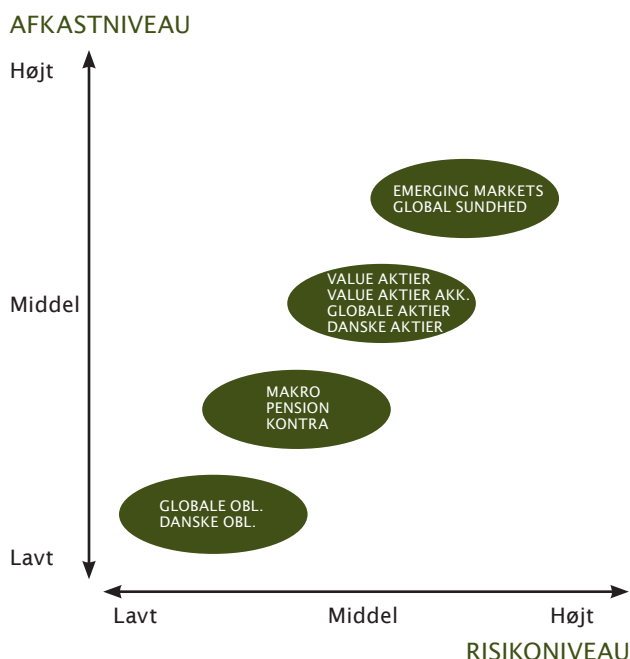 AFKASTNIVEAU
Højt
EMERGING MARKETS
GLOBAL SUNDHED
VALUE AKTIER
VALUE AKTIER AKK.
GLOBALE AKTIER
DANSKE AKTIER
Middel
MAKRO
PENSION
KONTRA
GLOBALE OBL.
DANSKE OBL.
Lavt
Lavt Middel Højt
RISIKONIVEAU